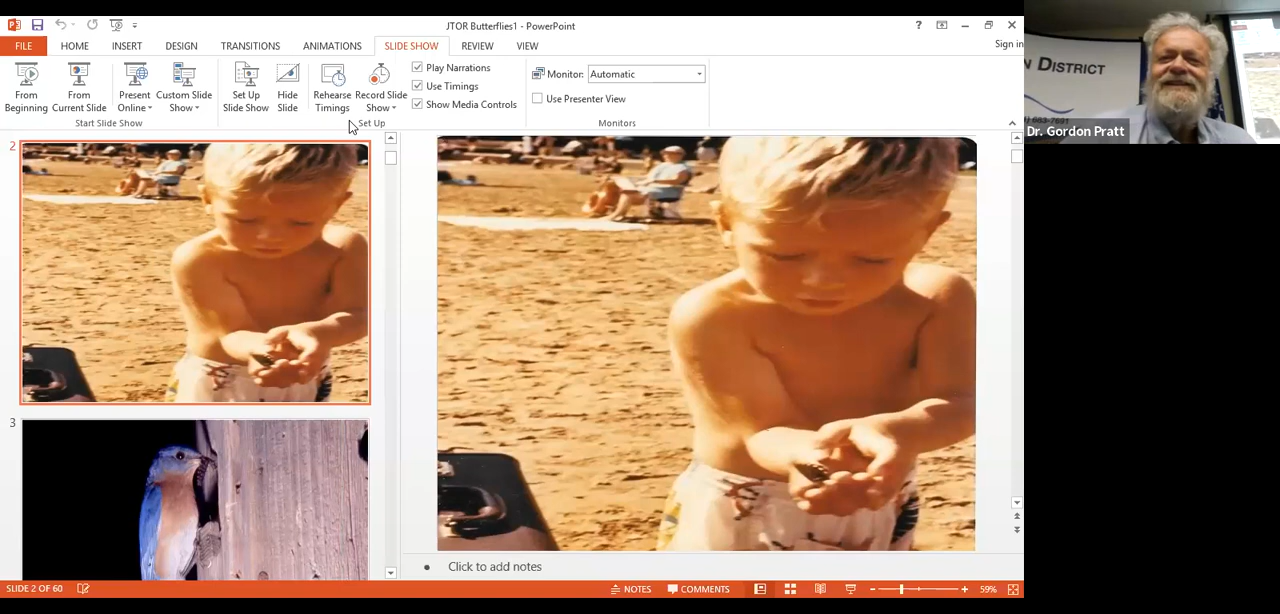 JTOR Butterflies1 - PowerPoint
Sign in
FILE HOME INSERT DESIGN TRANSITIONS ANIMATIONS SLIDE SHOW REVIEW VIEW
From Beginning
From Current Slide
Present Online
Custom Slide Show
Set Up Slide Show
Hide Slide
Rehearse Timings
Record Slide Show
Play Narrations
Use Timings
Show Media Controls
Monitor: Automatic
Use Presenter View
Start Slide Show
Set Up
Monitors
2
3
Click to add notes
SLIDE 2 OF 60
NOTES COMMENTS 59%
N DISTRICT
Dr. Gordon Pratt